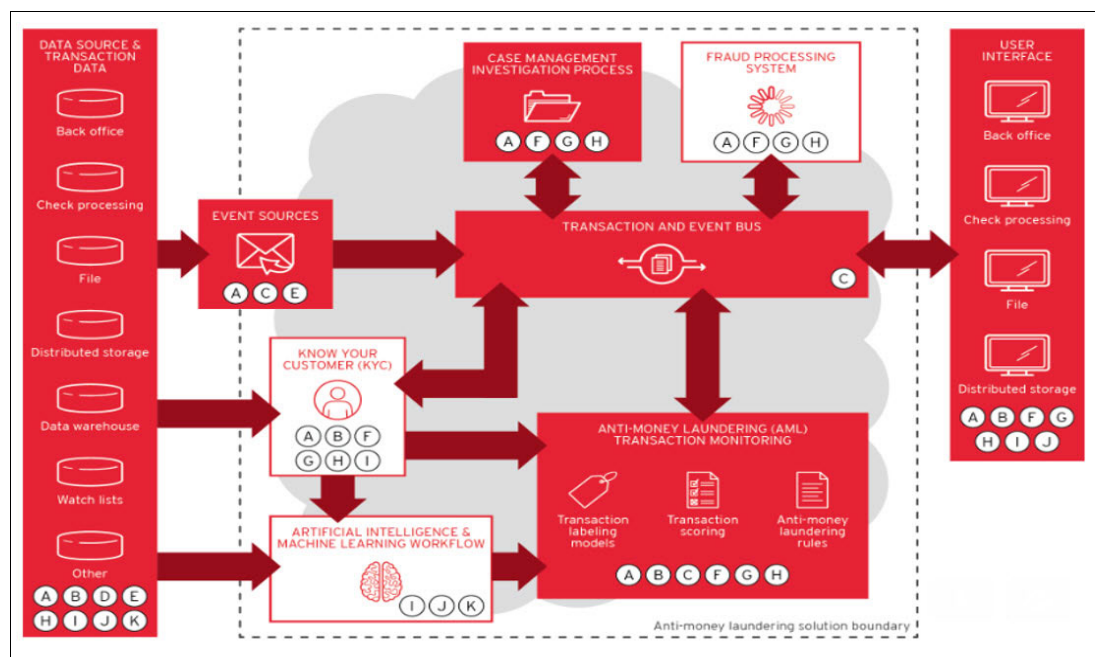 DATA SOURCE &
TRANSACTION
DATA
Back office
Check processing
File
Distributed storage
Data warehouse
Watch lists
Other
A B D E
H I J K
EVENT SOURCES
A C E
KNOW YOUR
CUSTOMER (KYC)
A B F
G H I
ARTIFICIAL INTELLIGENCE &
MACHINE LEARNING WORKFLOW
I J K
CASE MANAGEMENT
INVESTIGATION PROCESS
A F G H
FRAUD PROCESSING
SYSTEM
A F G H
TRANSACTION AND EVENT BUS
C
ANTI-MONEY LAUNDERING (AML)
TRANSACTION MONITORING
Transaction
labeling
models
Transaction
scoring
Anti-money
laundering
rules
A B C F G H
Anti-money laundering solution boundary
USER
INTERFACE
Back office
Check processing
File
Distributed storage
A B F G
H I J